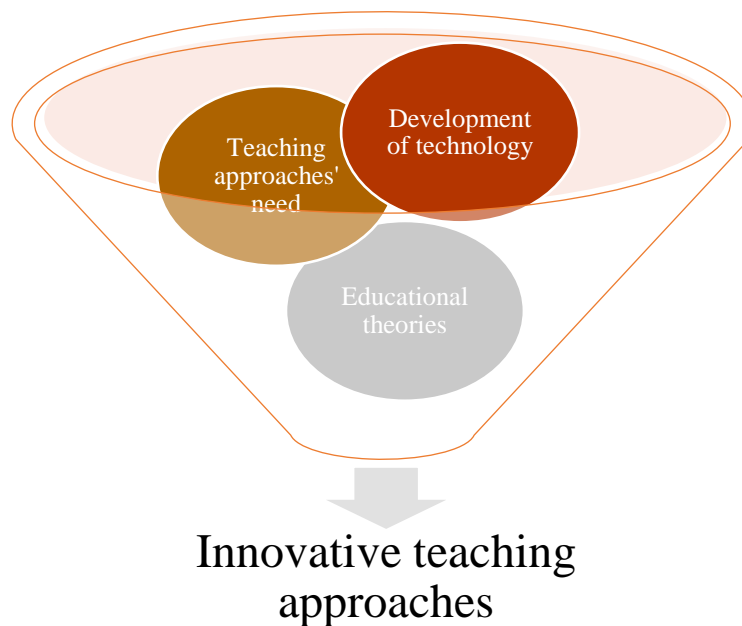 Development
of technology
Teaching
approaches'
need
Educational
theories
Innovative teaching
approaches